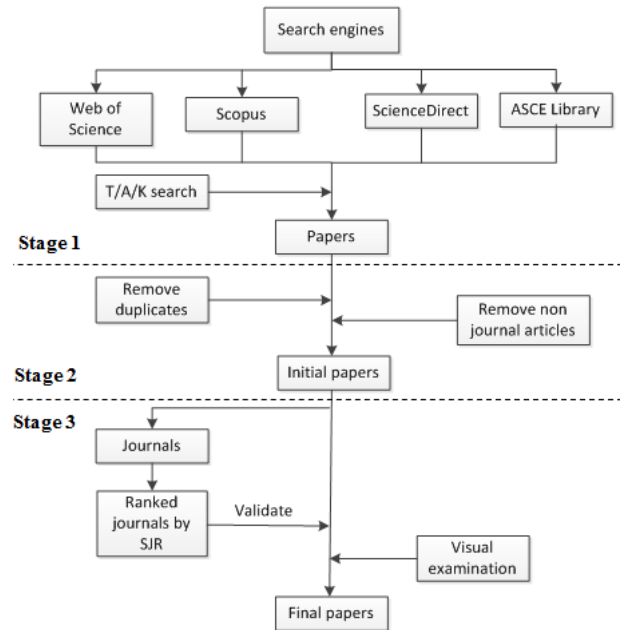 Search engines
Web of
Science
Scopus
ScienceDirect
ASCE Library
T/A/K search
Stage 1
Papers
Remove
duplicates
Remove non
journal articles
Stage 2
Initial papers
Stage 3
Journals
Ranked
journals by
SJR
Validate
Visual
examination
Final papers